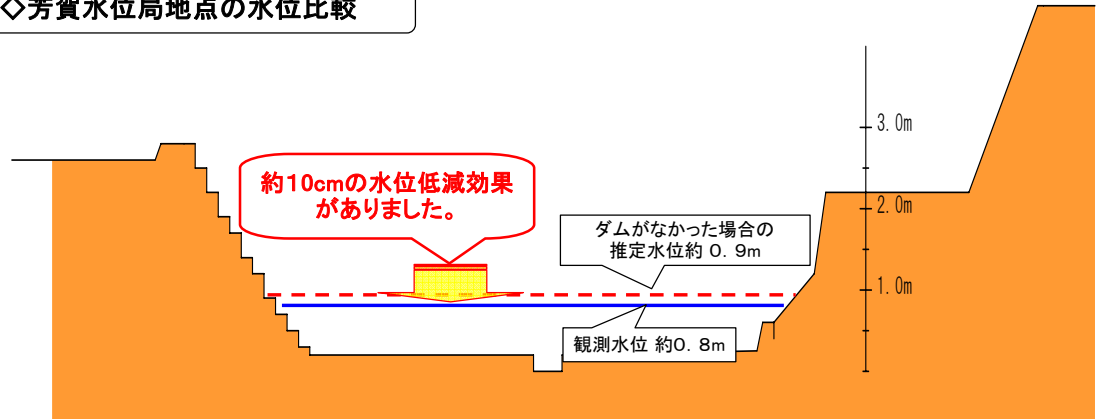 ◇芳賀水位局地点の水位比較
3.0m
約10cmの水位低減効果
がありました。
2.0m
ダムがなかった場合の
推定水位約 0.9m
1.0m
観測水位 約0.8m